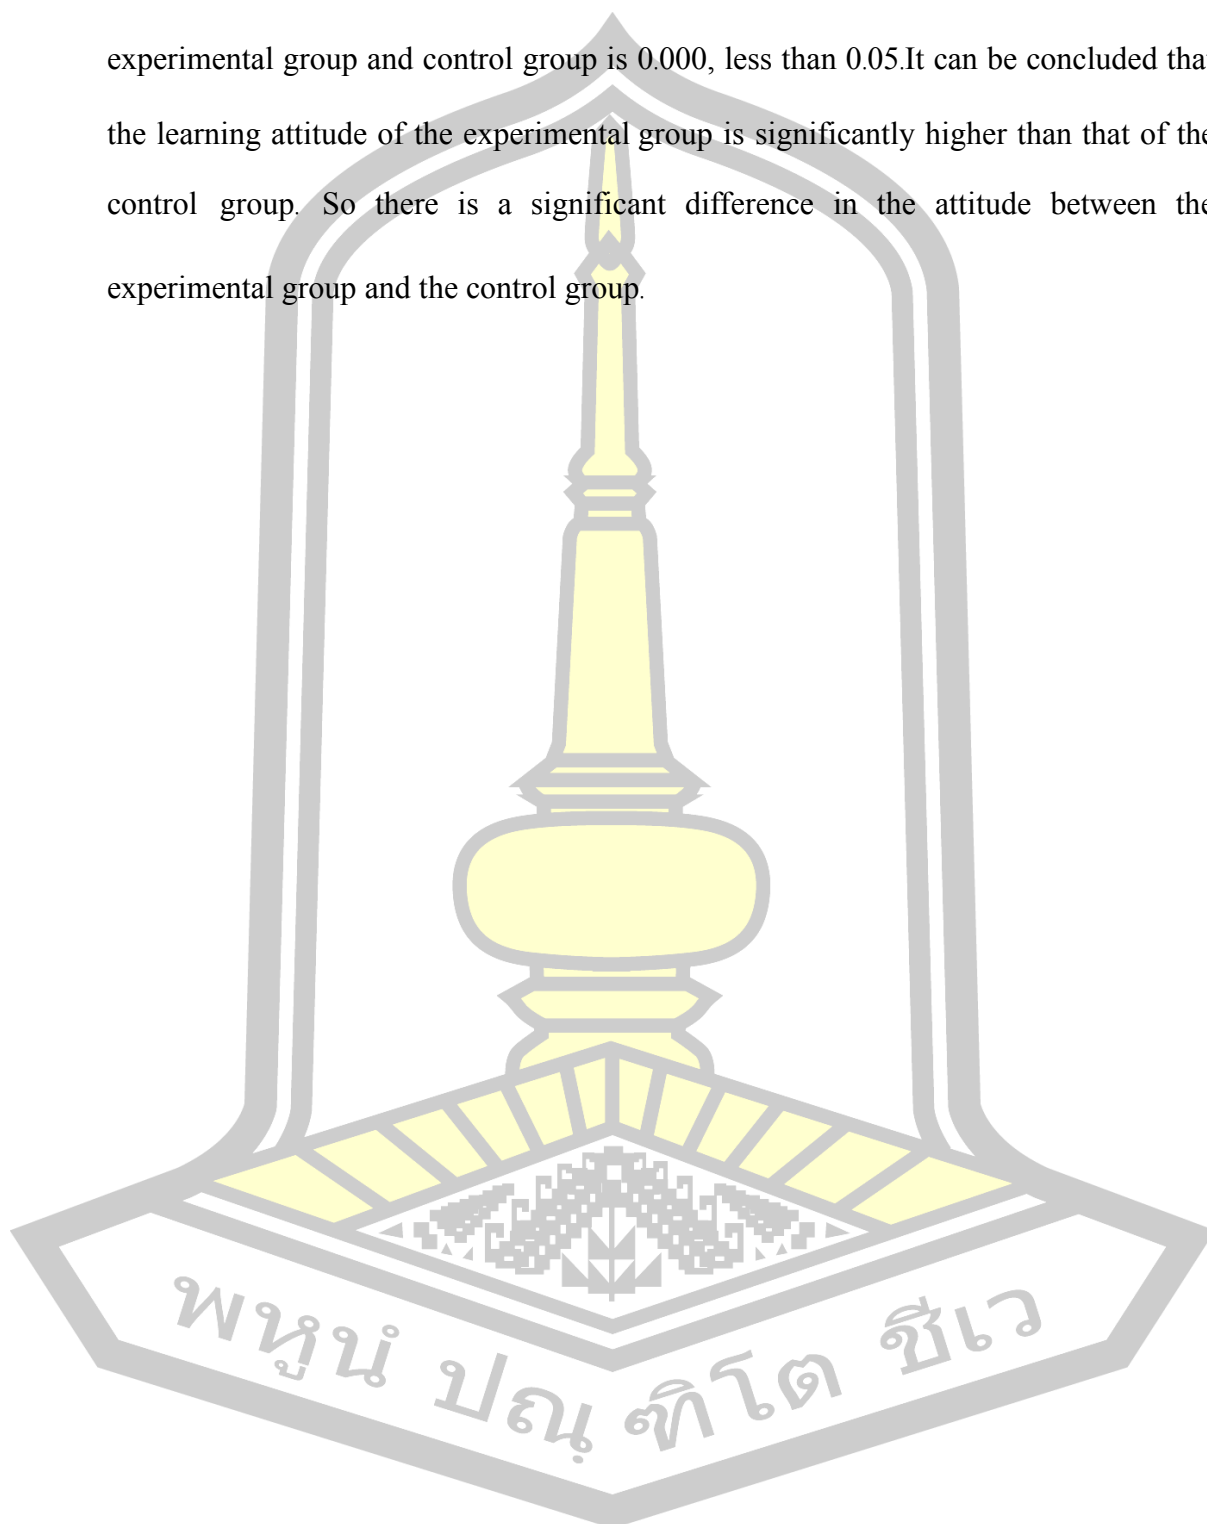 experimental group and control group is 0.000, less than 0.05.It can be concluded that
the learning attitude of the experimental group is significantly higher than that of the
control group. So there is a significant difference in the attitude between the
experimental group and the control group.
พหูนํ ปณฺฑิโต ชีเว